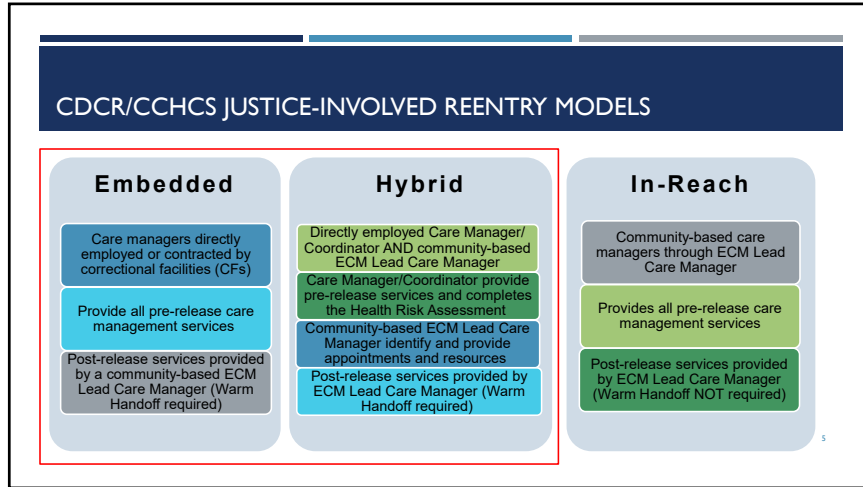 CDCR/CCHCS JUSTICE-INVOLVED REENTRY MODELS
Embedded
Care managers directly
employed or contracted by
correctional facilities (CFs)
Provide all pre-release care
management services
Post-release services provided
by a community-based ECM
Lead Care Manager (Warm
Handoff required)
Hybrid
Directly employed Care Manager/
Coordinator AND community-based
ECM Lead Care Manager
Care Manager/Coordinator provide
pre-release services and completes
the Health Risk Assessment
Community-based ECM Lead Care
Manager identify and provide
appointments and resources
Post-release services provided by
ECM Lead Care Manager (Warm
Handoff required)
In-Reach
Community-based care
managers through ECM Lead
Care Manager
Provides all pre-release care
management services
Post-release services provided
by ECM Lead Care Manager
(Warm Handoff NOT required)
5